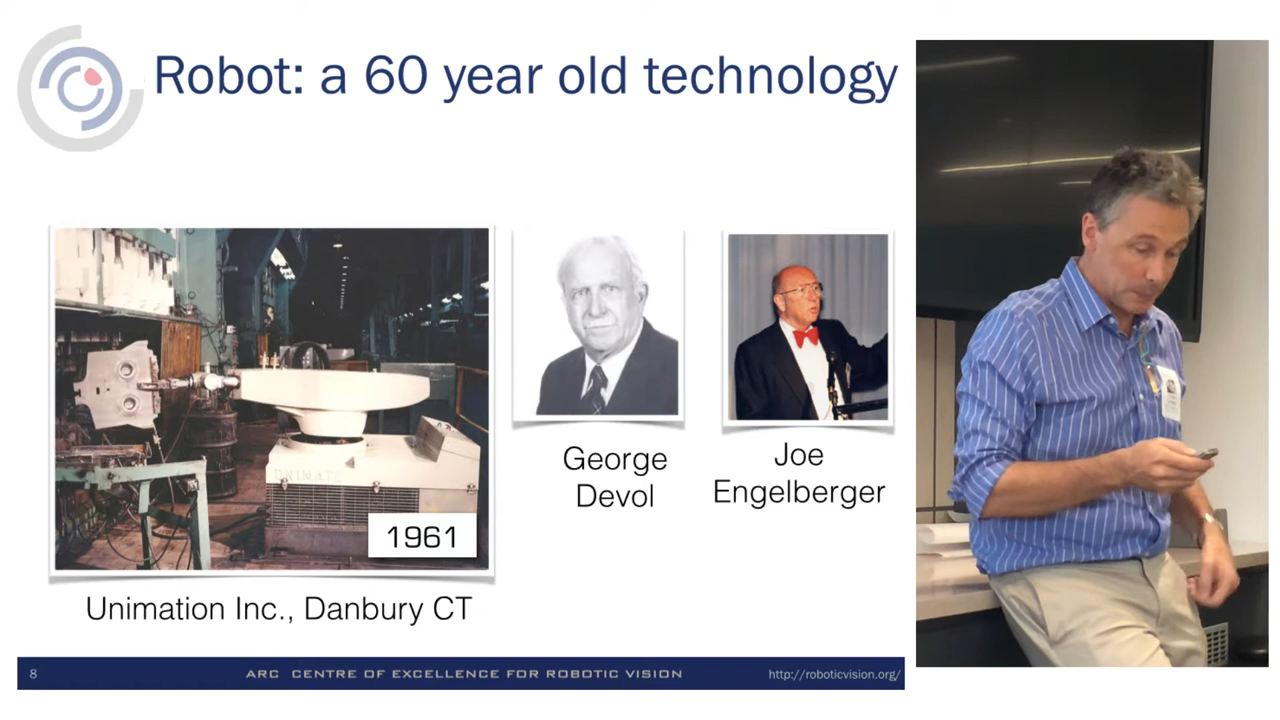 Robot: a 60 year old technology
UNIMATE
1961
Unimation Inc., Danbury CT
George
Devol
Joe
Engelberger
8
ARC CENTRE OF EXCELLENCE FOR ROBOTIC VISION
http://roboticvision.org/